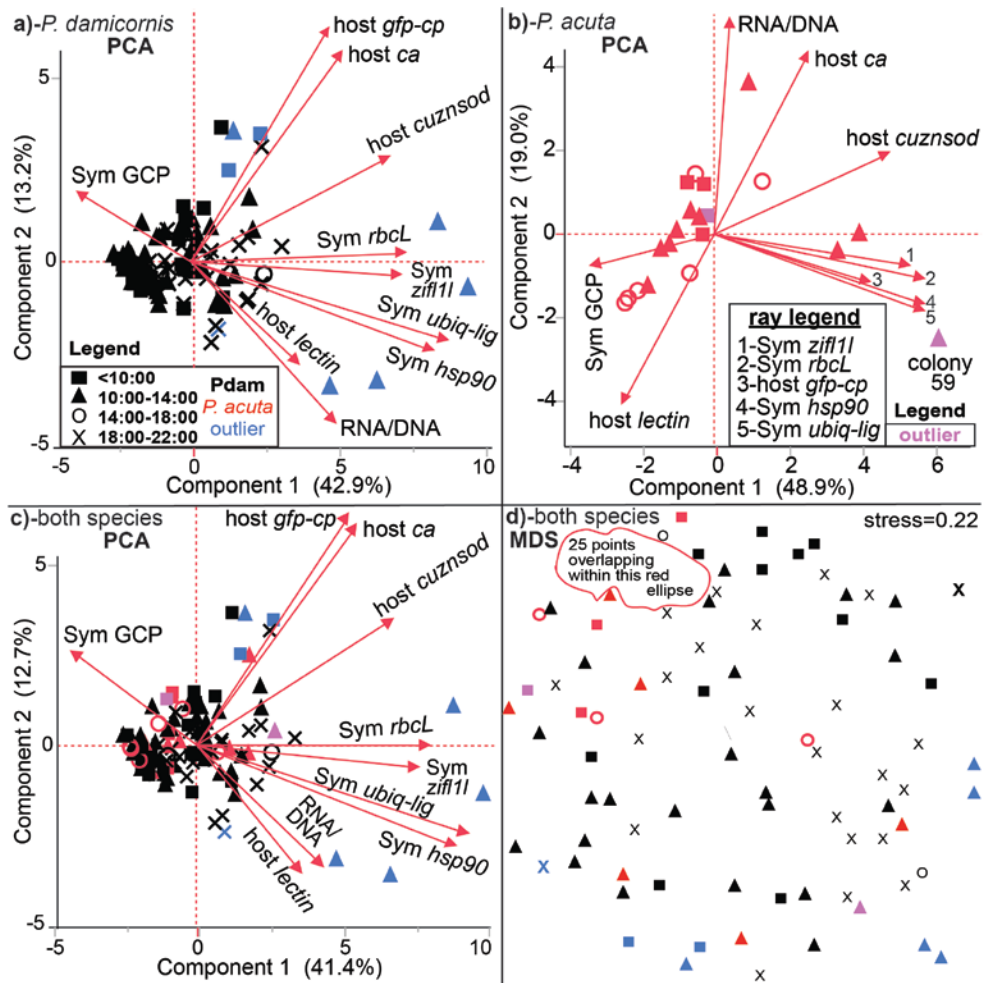 a)-P. damicornis
PCA
host gfp-cp
host ca
host cuznsod
Sym GCP
Sym rbcL
Sym
zifl1l
Sym ubiq-lig
Sym hsp90
host lectin
RNA/DNA
Component 2 (13.2%)
5
0
-5
Legend
<10:00
10:00-14:00
14:00-18:00
18:00-22:00
Pdam
P. acuta
outlier
-5
0
5
10
Component 1 (42.9%)
b)-P. acuta
PCA
RNA/DNA
host ca
host cuznsod
Component 2 (19.0%)
4
2
0
-2
-4
Sym GCP
host lectin
1
2
3
4
5
ray legend
1-Sym zifl1l
2-Sym rbcL
3-host gfp-cp
4-Sym hsp90
5-Sym ubiq-lig
colony
59
Legend
outlier
-4
-2
0
2
4
6
Component 1 (48.9%)
c)-both species
PCA
host gfp-cp
host ca
host cuznsod
Sym GCP
Sym rbcL
Sym
zifl1l
Sym ubiq-lig
Sym hsp90
RNA/
DNA
host lectin
Component 2 (12.7%)
5
0
-5
-5
0
5
10
Component 1 (41.4%)
d)-both species
MDS
stress=0.22
25 points
overlapping
within this red
ellipse